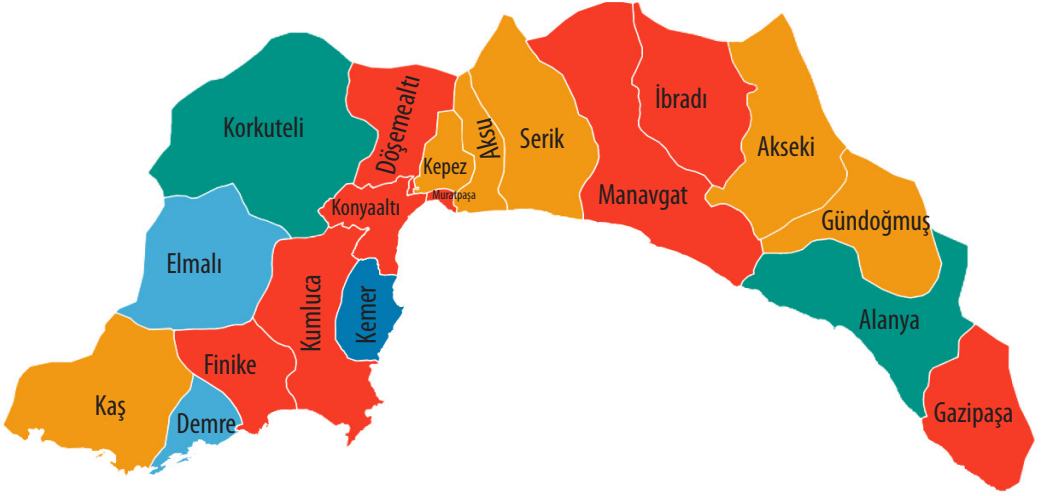 Korkuteli
Döşemealtı
Kepez
Aksu
Serik
İbradı
Manavgat
Akseki
Gündoğmuş
Konyaaltı
Muratpaşa
Elmalı
Kumluca
Kemer
Alanya
Finike
Kaş
Demre
Gazipaşa